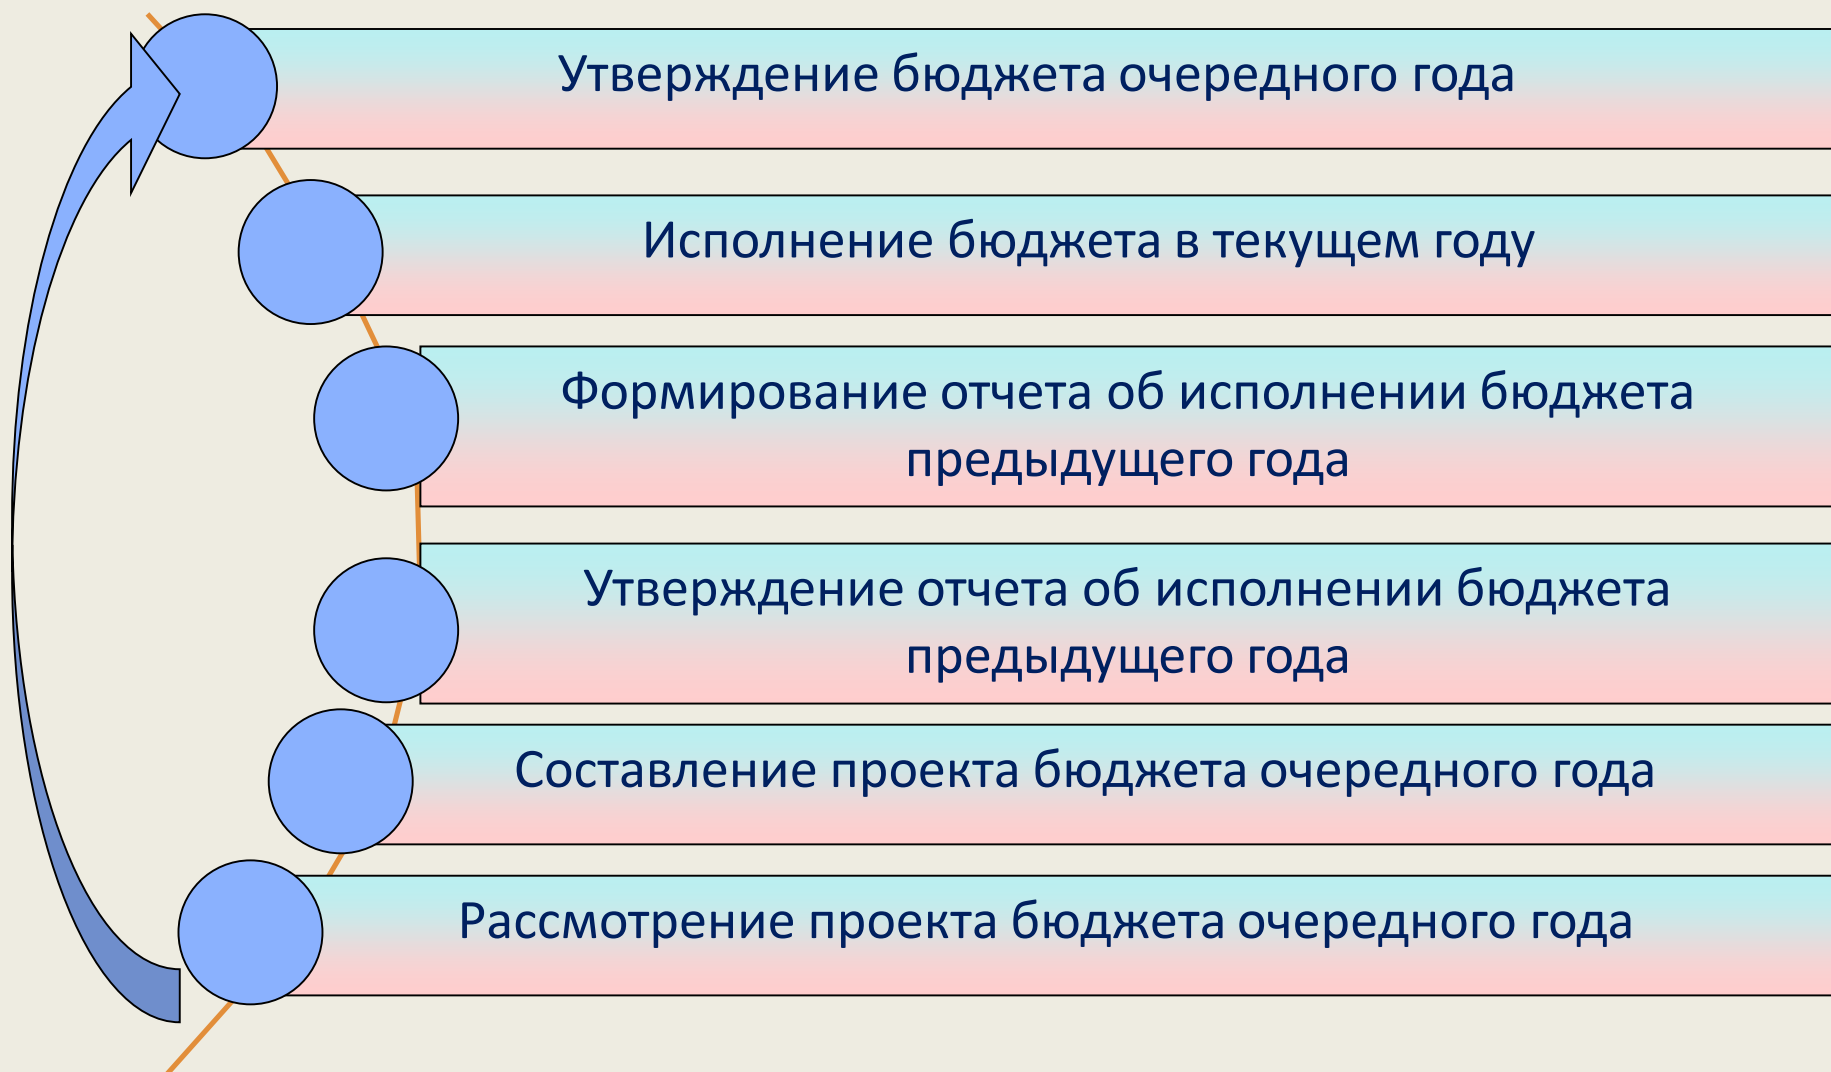 Утверждение бюджета очередного года
Исполнение бюджета в текущем году
Формирование отчета об исполнении бюджета
предыдущего года
Утверждение отчета об исполнении бюджета
предыдущего года
Составление проекта бюджета очередного года
Рассмотрение проекта бюджета очередного года